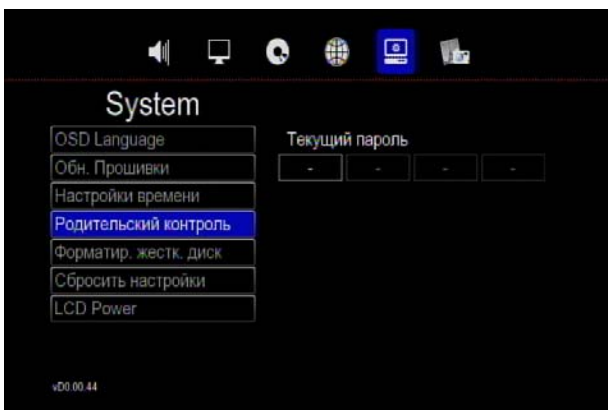 System
OSD Language
Текущий пароль
Обн. Прошивки
- - - -
Настройки времени
Родительский контроль
Форматир. жестк. диск
Сбросить настройки
LCD Power
vD0.00.44